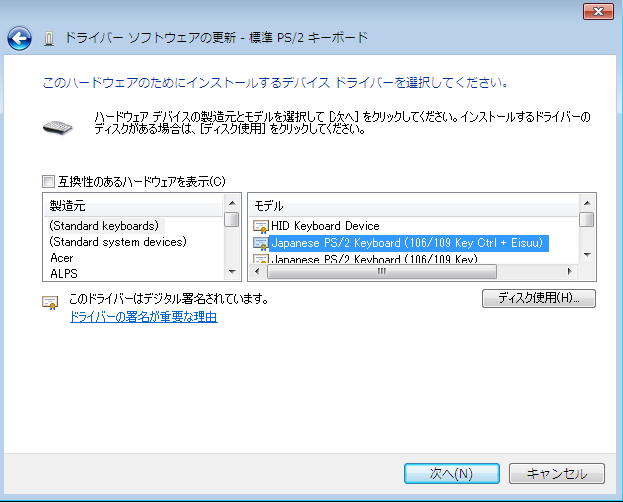 ドライバー ソフトウェアの更新 - 標準 PS/2 キーボード
このハードウェアのためにインストールするデバイス ドライバーを選択してください。
ハードウェア デバイスの製造元とモデルを選択して [次へ] をクリックしてください。インストールするドライバーの
ディスクがある場合は、[ディスク使用] をクリックしてください。
互換性のあるハードウェアを表示(C)
製造元
(Standard keyboards)
(Standard system devices)
Acer
ALPS
モデル
HID Keyboard Device
Japanese PS/2 Keyboard (106/109 Key Ctrl + Eisuu)
Japanese PS/2 Keyboard (106/109 Key)
このドライバーはデジタル署名されています。
ドライバーの署名が重要な理由
ディスク使用(H)...
次へ(N)
キャンセル